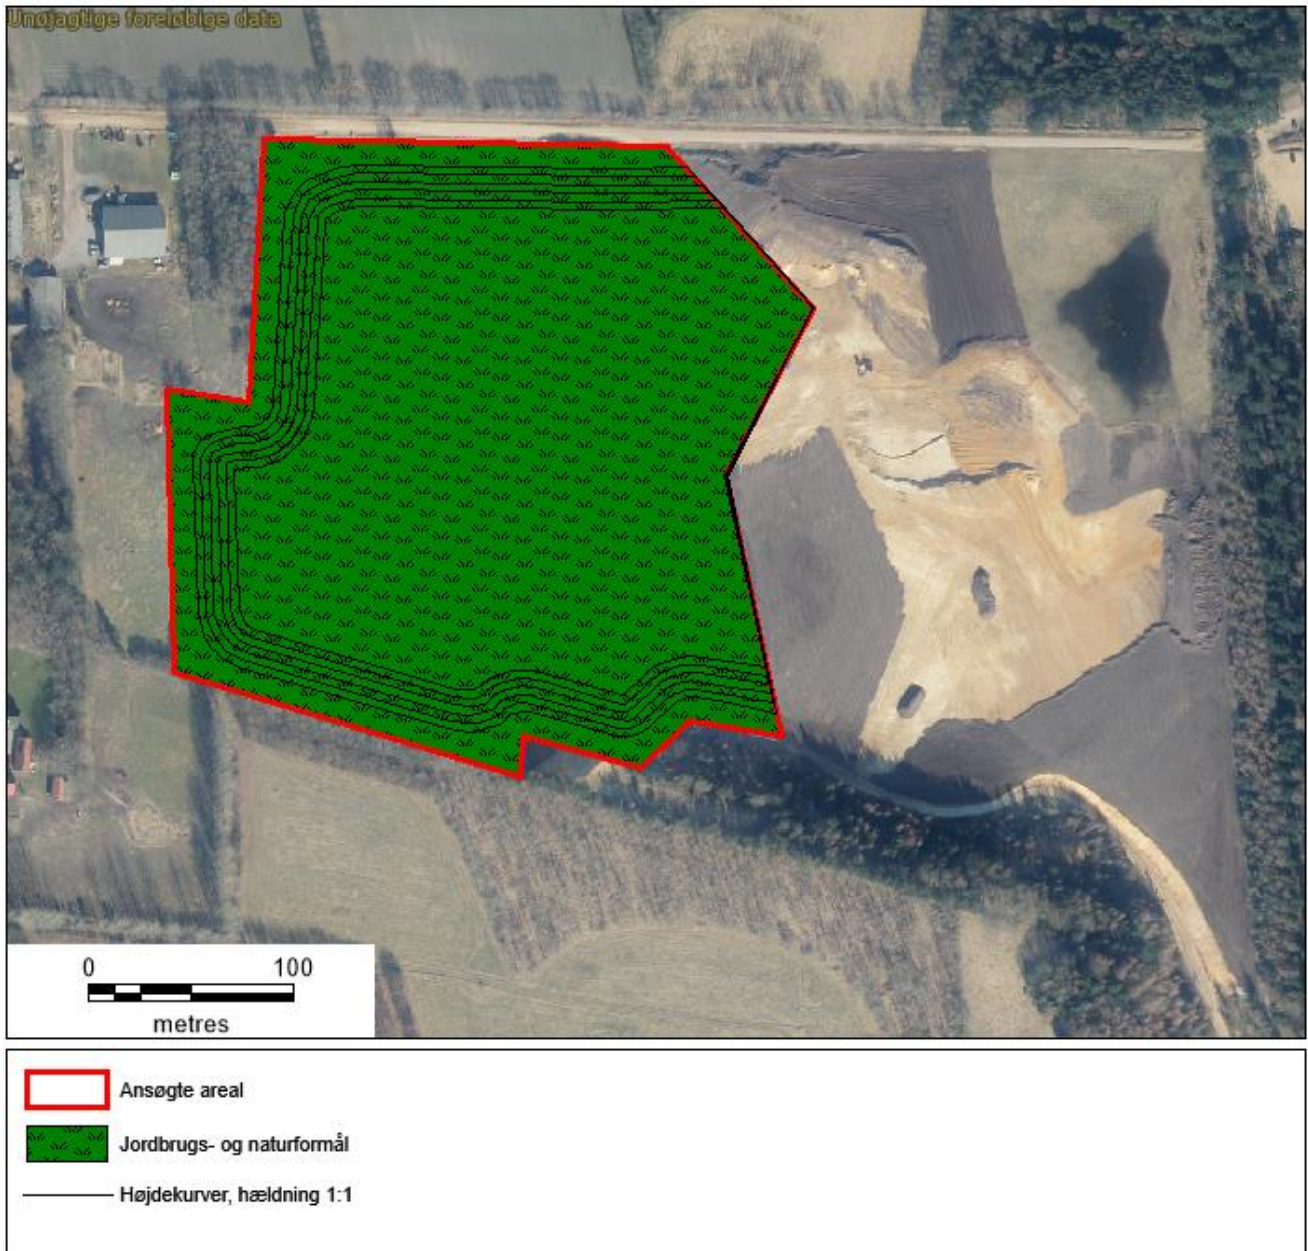 Unøjagtige foreløbige data
0 100
metres
Ansøgte areal
Jordbrugs- og naturformål
Højdekurver, hældning 1:1